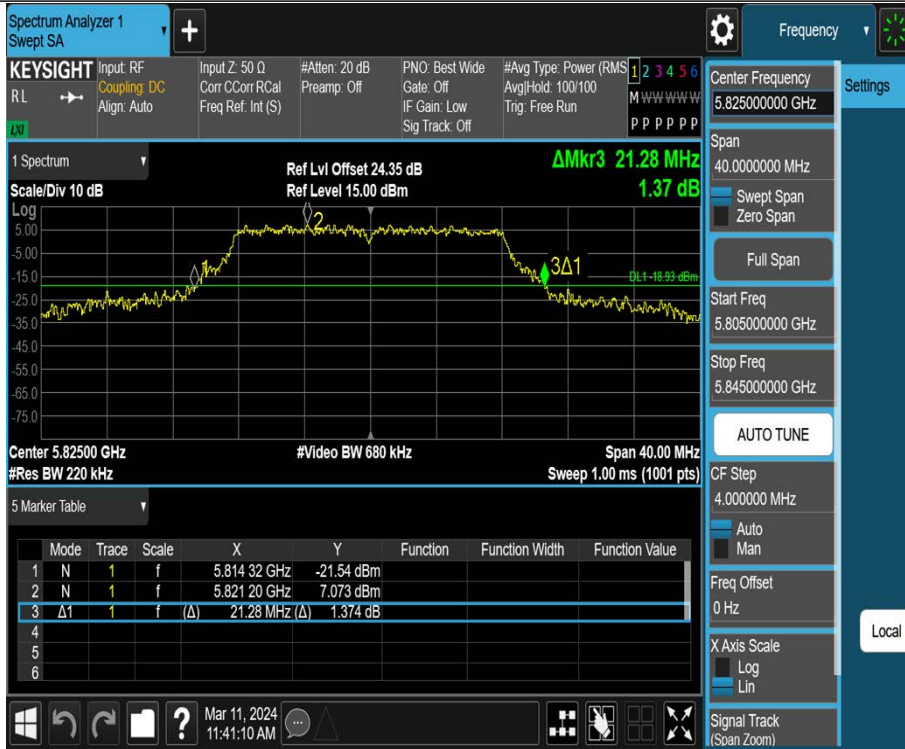 Spectrum Analyzer 1
Swept SA
+
Frequency
KEYSIGHT
R L
LXI
Input: RF
Coupling: DC
Align: Auto
Input Z: 50 Ω
Corr CCorr RCal
Freq Ref: Int (S)
#Atten: 20 dB
Preamp: Off
PNO: Best Wide
Gate: Off
IF Gain: Low
Sig Track: Off
#Avg Type: Power (RMS
Avg|Hold: 100/100
Trig: Free Run
1 2 3 4 5 6
M W W W W W
P P P P P P
1 Spectrum
Scale/Div 10 dB
Ref Lvl Offset 24.35 dB
Ref Level 15.00 dBm
ΔMkr3 21.28 MHz
1.37 dB
Log
5.00
-5.00
-15.0
-25.0
-35.0
-45.0
-55.0
-65.0
-75.0
1
2
3Δ1
DL1 -18.93 dBm
Center 5.82500 GHz
#Res BW 220 kHz
#Video BW 680 kHz
Span 40.00 MHz
Sweep 1.00 ms (1001 pts)
5 Marker Table
Mode Trace Scale X Y Function Function Width Function Value
1 N 1 f 5.814 32 GHz -21.54 dBm
2 N 1 f 5.821 20 GHz 7.073 dBm
3 Δ1 1 f (Δ) 21.28 MHz (Δ) 1.374 dB
4
5
6
?
Mar 11, 2024
11:41:10 AM
Center Frequency
5.825000000 GHz
Settings
Span
40.0000000 MHz
Swept Span
Zero Span
Full Span
Start Freq
5.805000000 GHz
Stop Freq
5.845000000 GHz
AUTO TUNE
CF Step
4.000000 MHz
Auto
Man
Freq Offset
0 Hz
Local
X Axis Scale
Log
Lin
Signal Track
(Span Zoom)